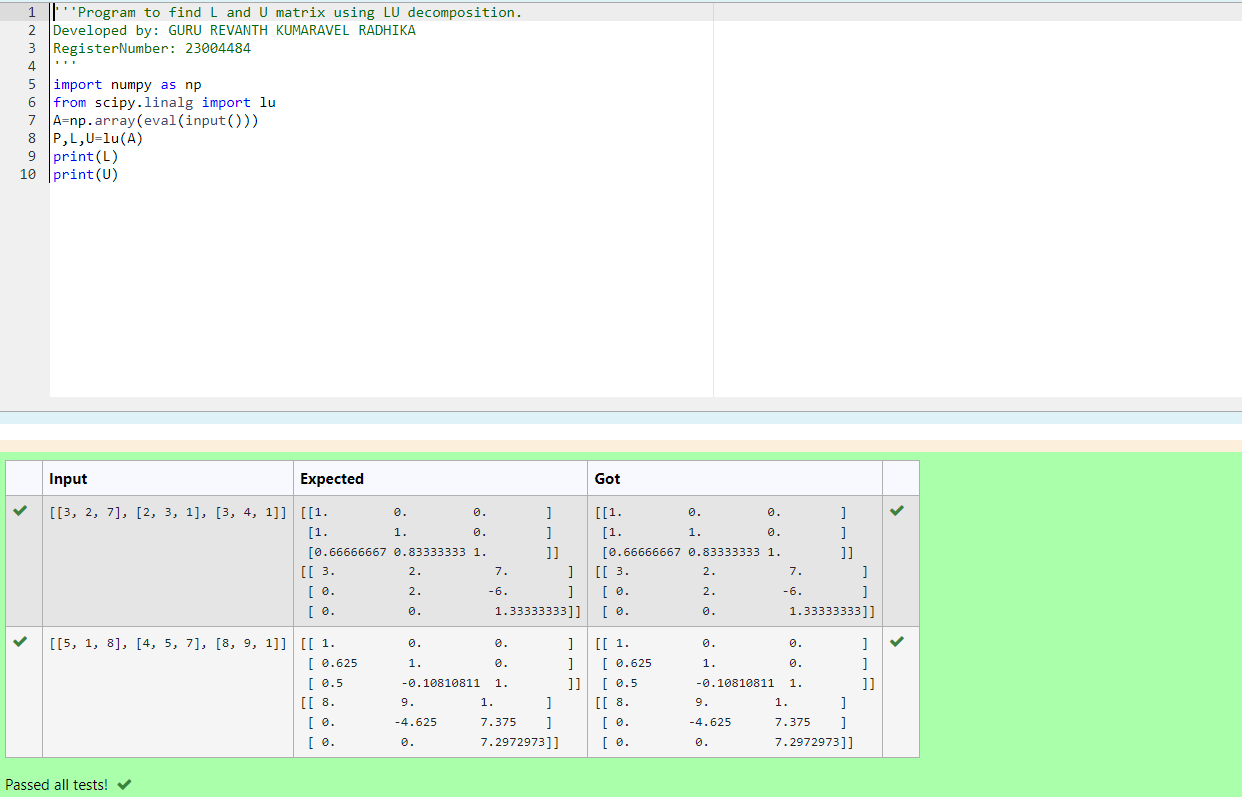 1 '''Program to find L and U matrix using LU decomposition.
2 Developed by: GURU REVANTH KUMARAVEL RADHIKA
3 RegisterNumber: 23004484
4 '''
5 import numpy as np
6 from scipy.linalg import lu
7 A=np.array(eval(input()))
8 P,L,U=lu(A)
9 print(L)
10 print(U)
Input Expected Got
[[3, 2, 7], [2, 3, 1], [3, 4, 1]] [[1. 0. 0. ] [[1. 0. 0. ]
[1. 1. 0. ] [1. 1. 0. ]
[0.66666667 0.83333333 1. ]] [0.66666667 0.83333333 1. ]]
[[ 3. 2. 7. ] [[ 3. 2. 7. ]
[ 0. 2. -6. ] [ 0. 2. -6. ]
[ 0. 0. 1.33333333]] [ 0. 0. 1.33333333]]
[[5, 1, 8], [4, 5, 7], [8, 9, 1]] [[ 1. 0. 0. ] [[ 1. 0. 0. ]
[ 0.625 1. 0. ] [ 0.625 1. 0. ]
[ 0.5 -0.10810811 1. ]] [ 0.5 -0.10810811 1. ]]
[[ 8. 9. 1. ] [[ 8. 9. 1. ]
[ 0. -4.625 7.375 ] [ 0. -4.625 7.375 ]
[ 0. 0. 7.2972973]] [ 0. 0. 7.2972973]]
Passed all tests!